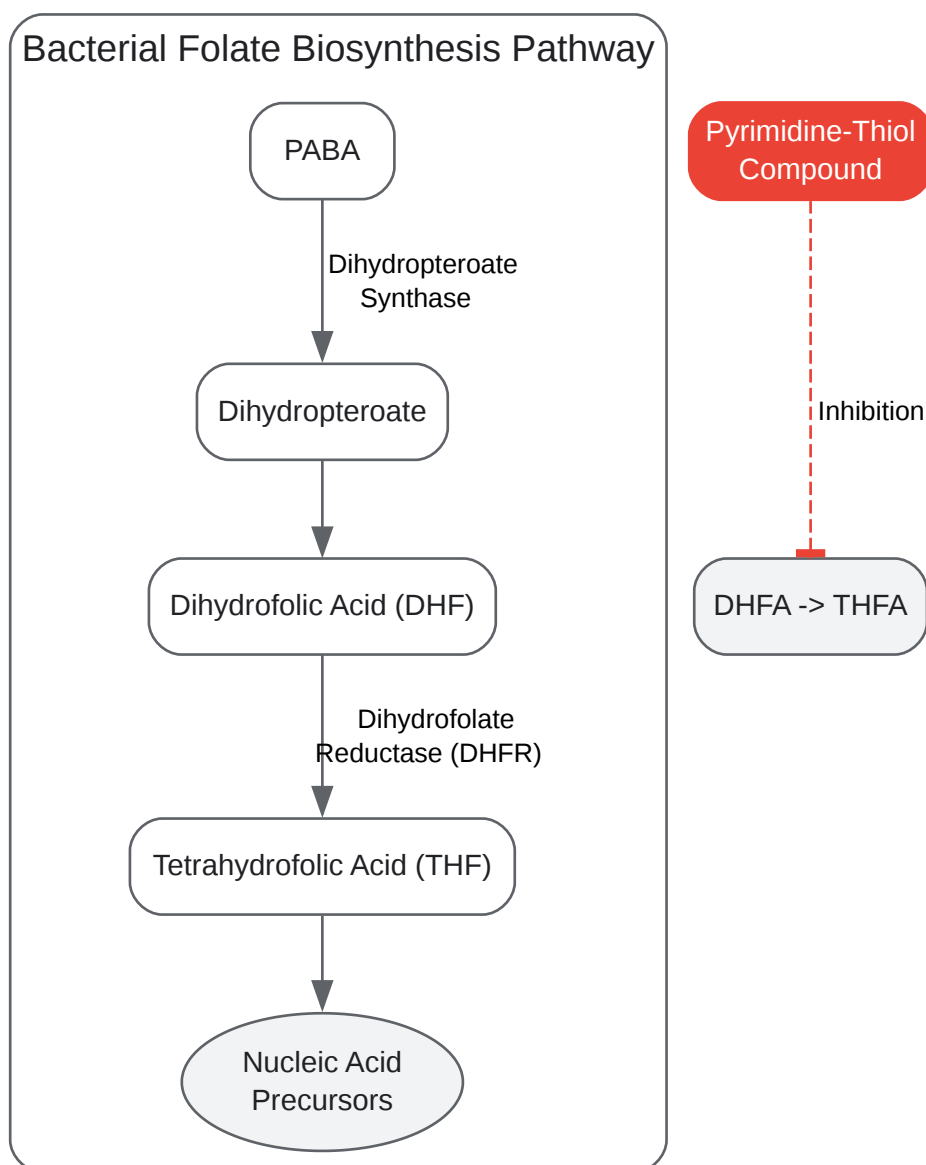 Bacterial Folate Biosynthesis Pathway
PABA
Dihydropteroate
Synthase
Dihydropteroate
Dihydrofolic Acid (DHF)
Dihydrofolate
Reductase (DHFR)
Tetrahydrofolic Acid (THF)
Nucleic Acid
Precursors
Pyrimidine-Thiol
Compound
Inhibition
DHFA -> THFA